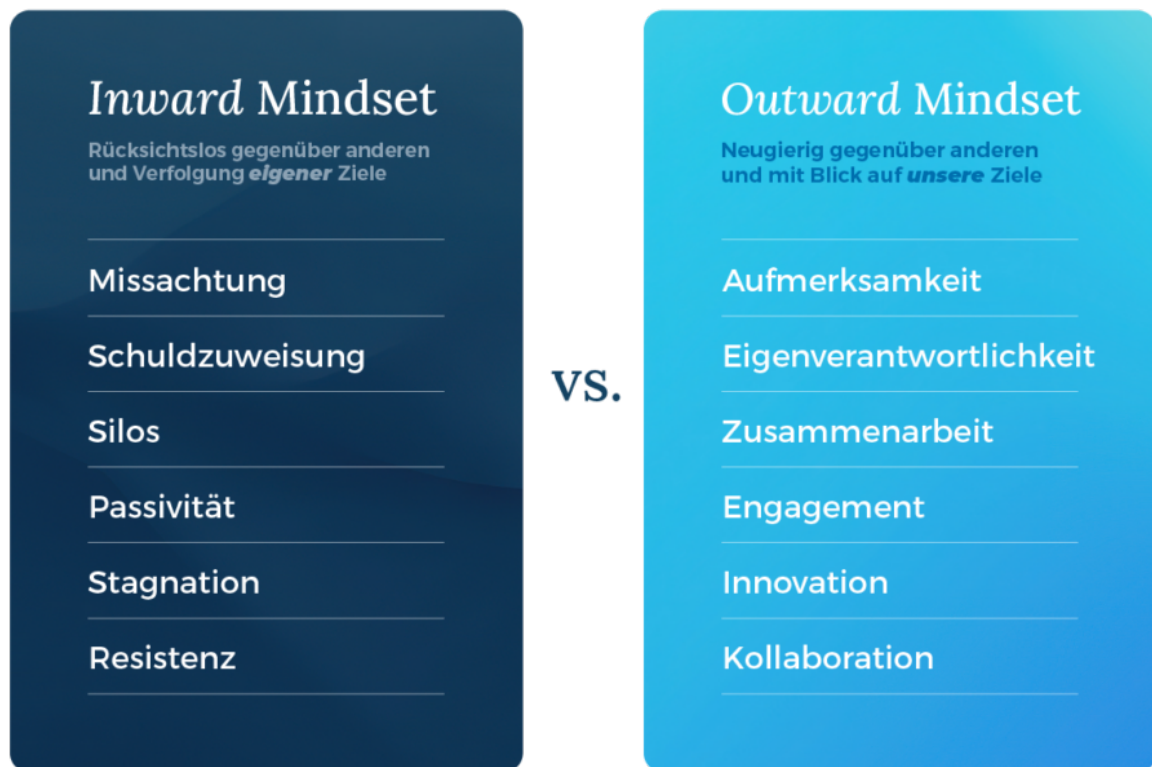 Inward Mindset
Rücksichtslos gegenüber anderen
und Verfolgung eigener Ziele
Missachtung
Schuldzuweisung
Silos
Passivität
Stagnation
Resistenz
vs.
Outward Mindset
Neugierig gegenüber anderen
und mit Blick auf unsere Ziele
Aufmerksamkeit
Eigenverantwortlichkeit
Zusammenarbeit
Engagement
Innovation
Kollaboration